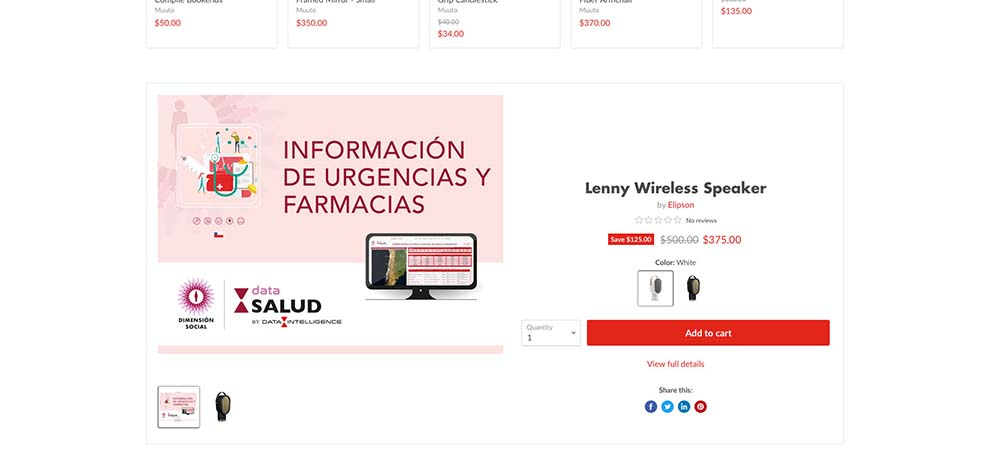 Compile Bookends
Muuto
$50.00
Framed Mirror - Small
Muuto
$350.00
Grip Candlestick
Muuto
$40.00
$34.00
Fiber Armchair
Muuto
$370.00
$135.00
INFORMACIÓN
DE URGENCIAS Y
FARMACIAS
DIMENSIÓN
SOCIAL
data
SALUD
BY DATA INTELLIGENCE
Lenny Wireless Speaker
by Elipson
No reviews
Save $125.00 $500.00 $375.00
Color: White
Quantity
1
Add to cart
View full details
Share this: